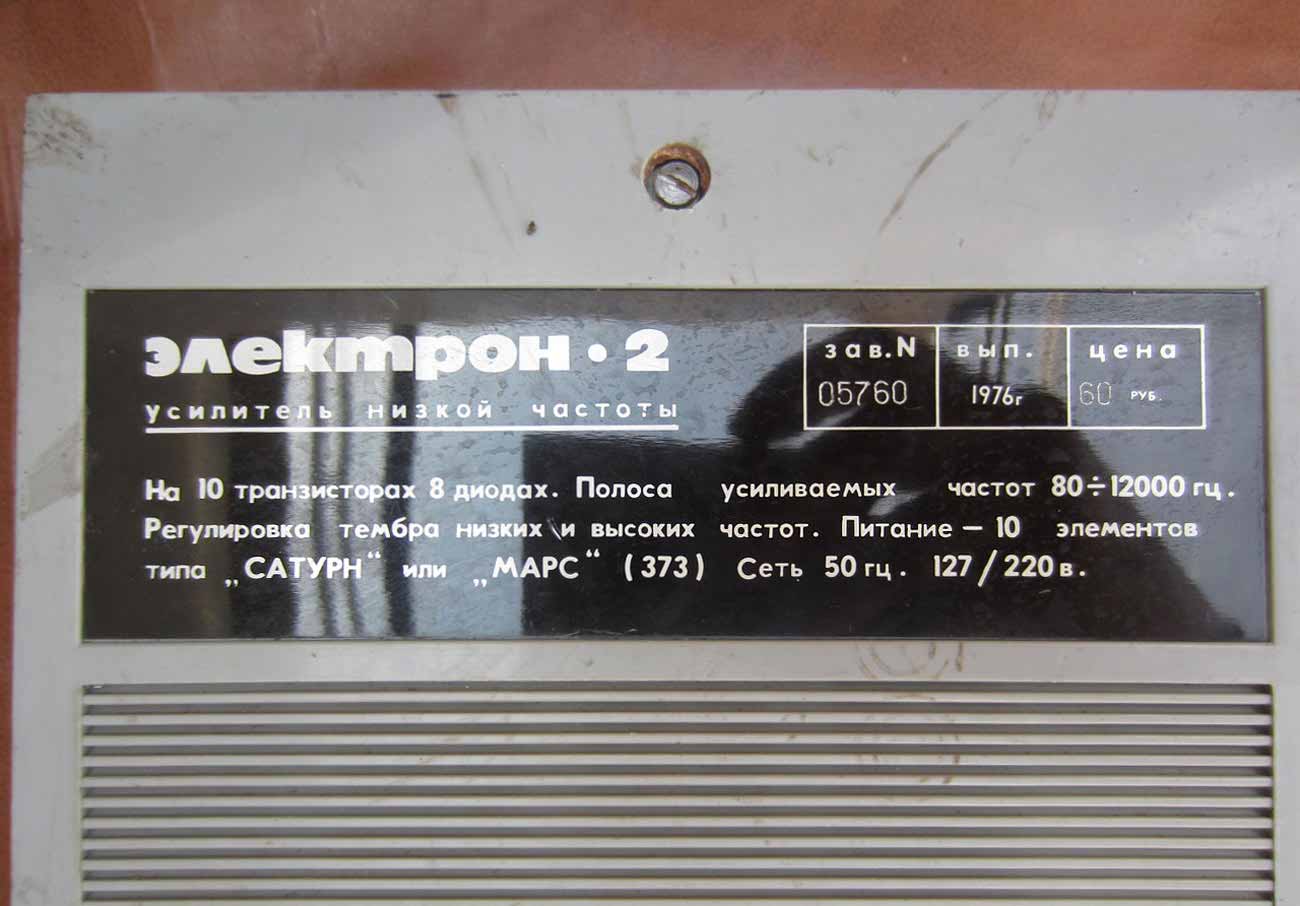 электрон • 2
усилитель низкой частоты
зав.N вып. цена
05760 1976г 60 РУБ.
На 10 транзисторах 8 диодах. Полоса усиливаемых частот 80÷12000 гц.
Регулировка тембра низких и высоких частот. Питание – 10 элементов
типа „САТУРН“ или „МАРС“ (373) Сеть 50 гц. 127/220 в.